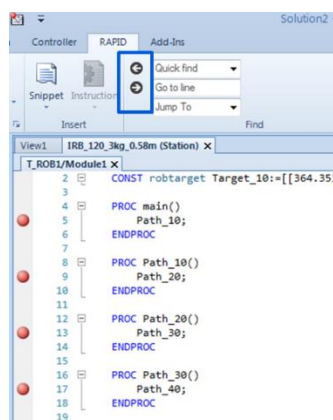 Solution2
Controller RAPID Add-Ins
Quick find
Go to line
Jump To
Snippet Instruction
Insert Find
View1 IRB_120_3kg_0.58m (Station) X
T_ROB1/Module1 X
2 CONST robtarget Target_10:=[[364.35
3
4 PROC main()
5 Path_10;
6 ENDPROC
7
8 PROC Path_10()
9 Path_20;
10 ENDPROC
11
12 PROC Path_20()
13 Path_30;
14 ENDPROC
15
16 PROC Path_30()
17 Path_40;
18 ENDPROC
19